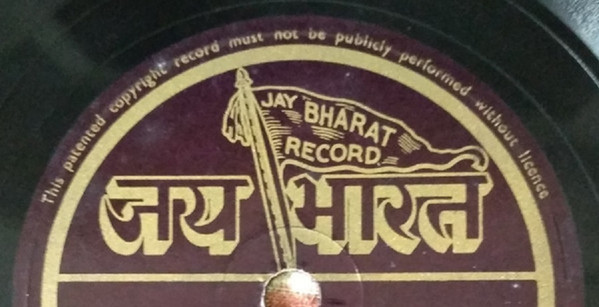 This patented copyright record must not be publicly performed without licence
JAY BHARAT
RECORD
जय भारत